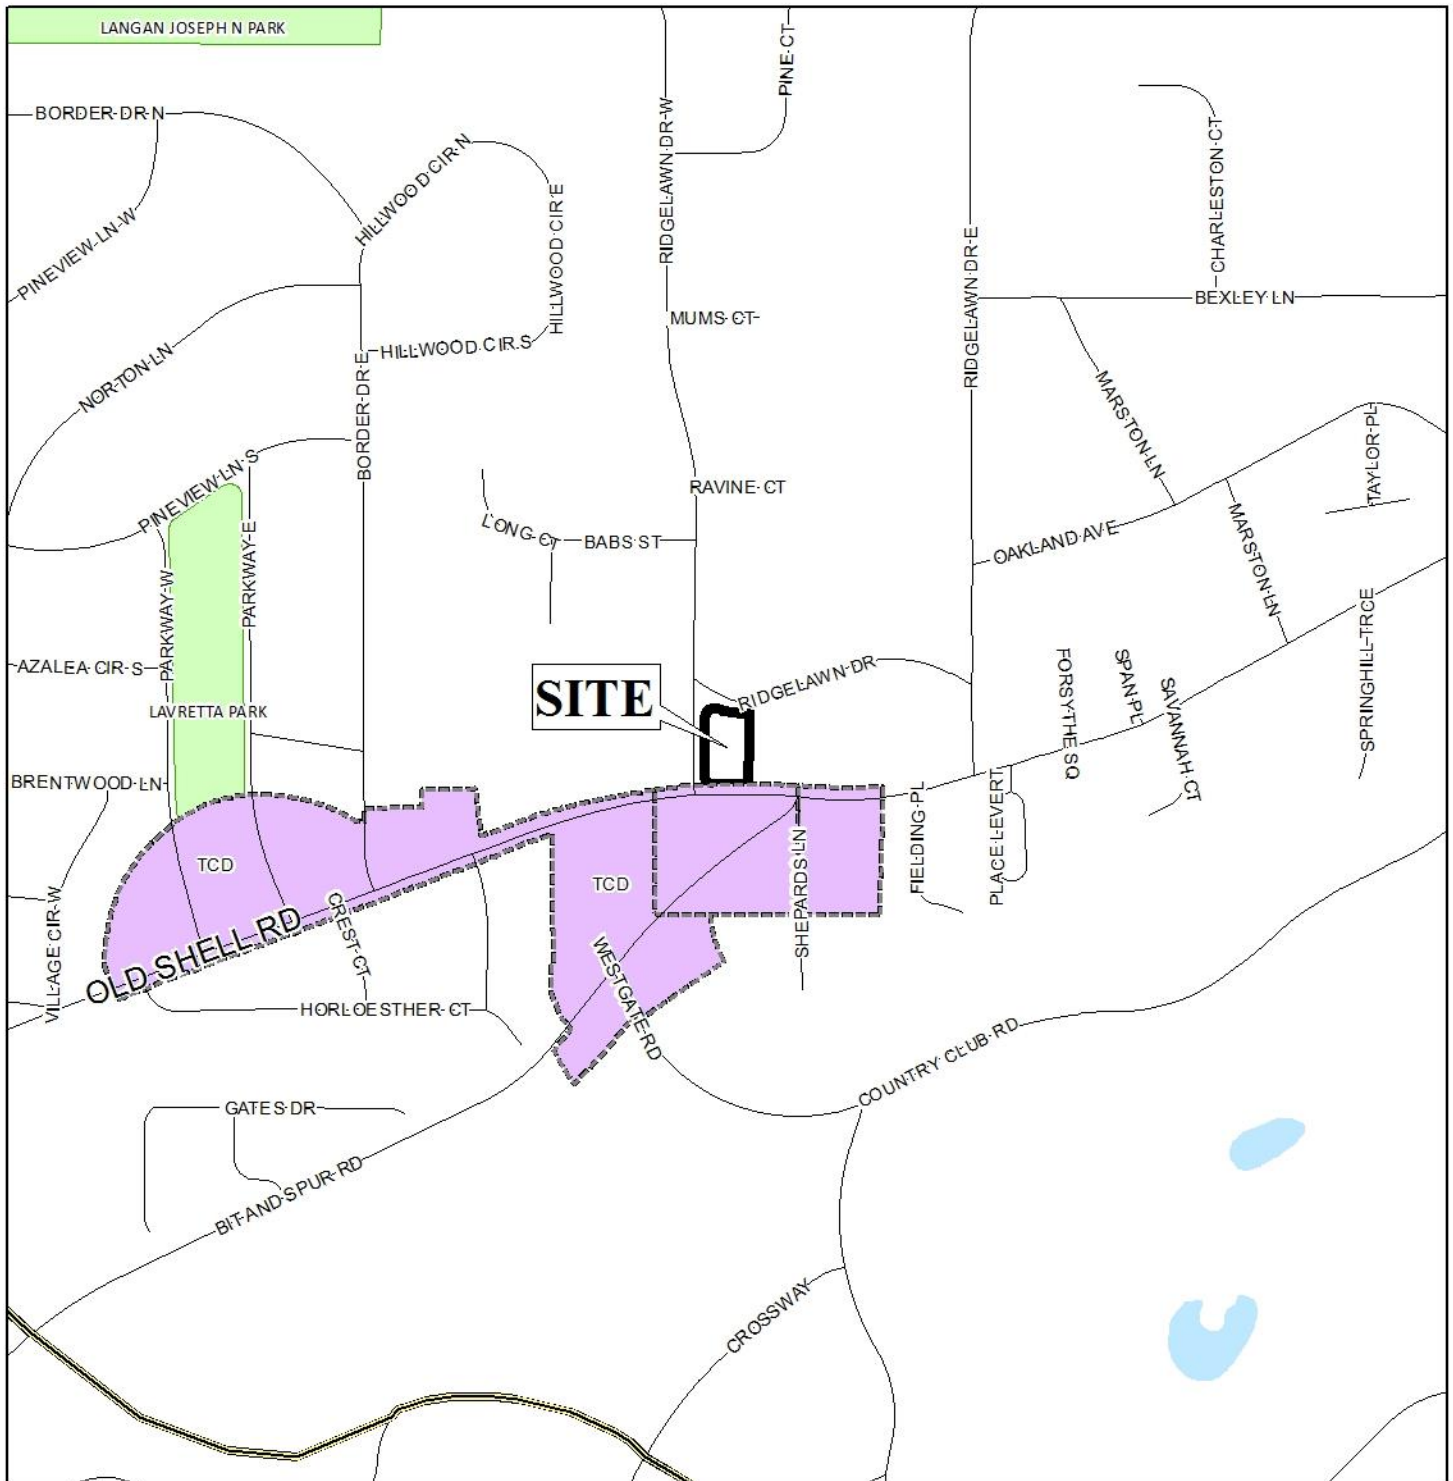 LANGAN JOSEPH N PARK
PINE CT
BORDER DR N
RIDGELAWN DR W
CHARLESTON CT
HILLWOOD CIR N
HILLWOOD CIR E
PINEVIEW LN W
RIDGELAWN DR E
BEXLEY LN
MUMS CT
HILLWOOD CIR S
NORTON LN
BORDER DR E
MARSTON LN
TAYLOR PL
PINEVIEW LN S
RAVINE CT
LONG CT
BABS ST
OAKLAND AVE
MARSTON LN
PARKWAY E
PARKWAY W
SPRINGHILL TRCE
AZALEA CIR S
FORSYTHE SQ
SPAN PL
SAVANNAH CT
RIDGELAWN DR
SITE
LAVRETTA PARK
BRENTWOOD LN
FIELDING PL
PLACE LEVERT
TCD
TCD
SHEPARDS LN
VILLAGE CIR W
OLD SHELL RD
CREST CT
WESTGATE RD
HORLOESTHER CT
COUNTRY CLUB RD
GATES DR
BIT AND SPUR RD
CROSSWAY